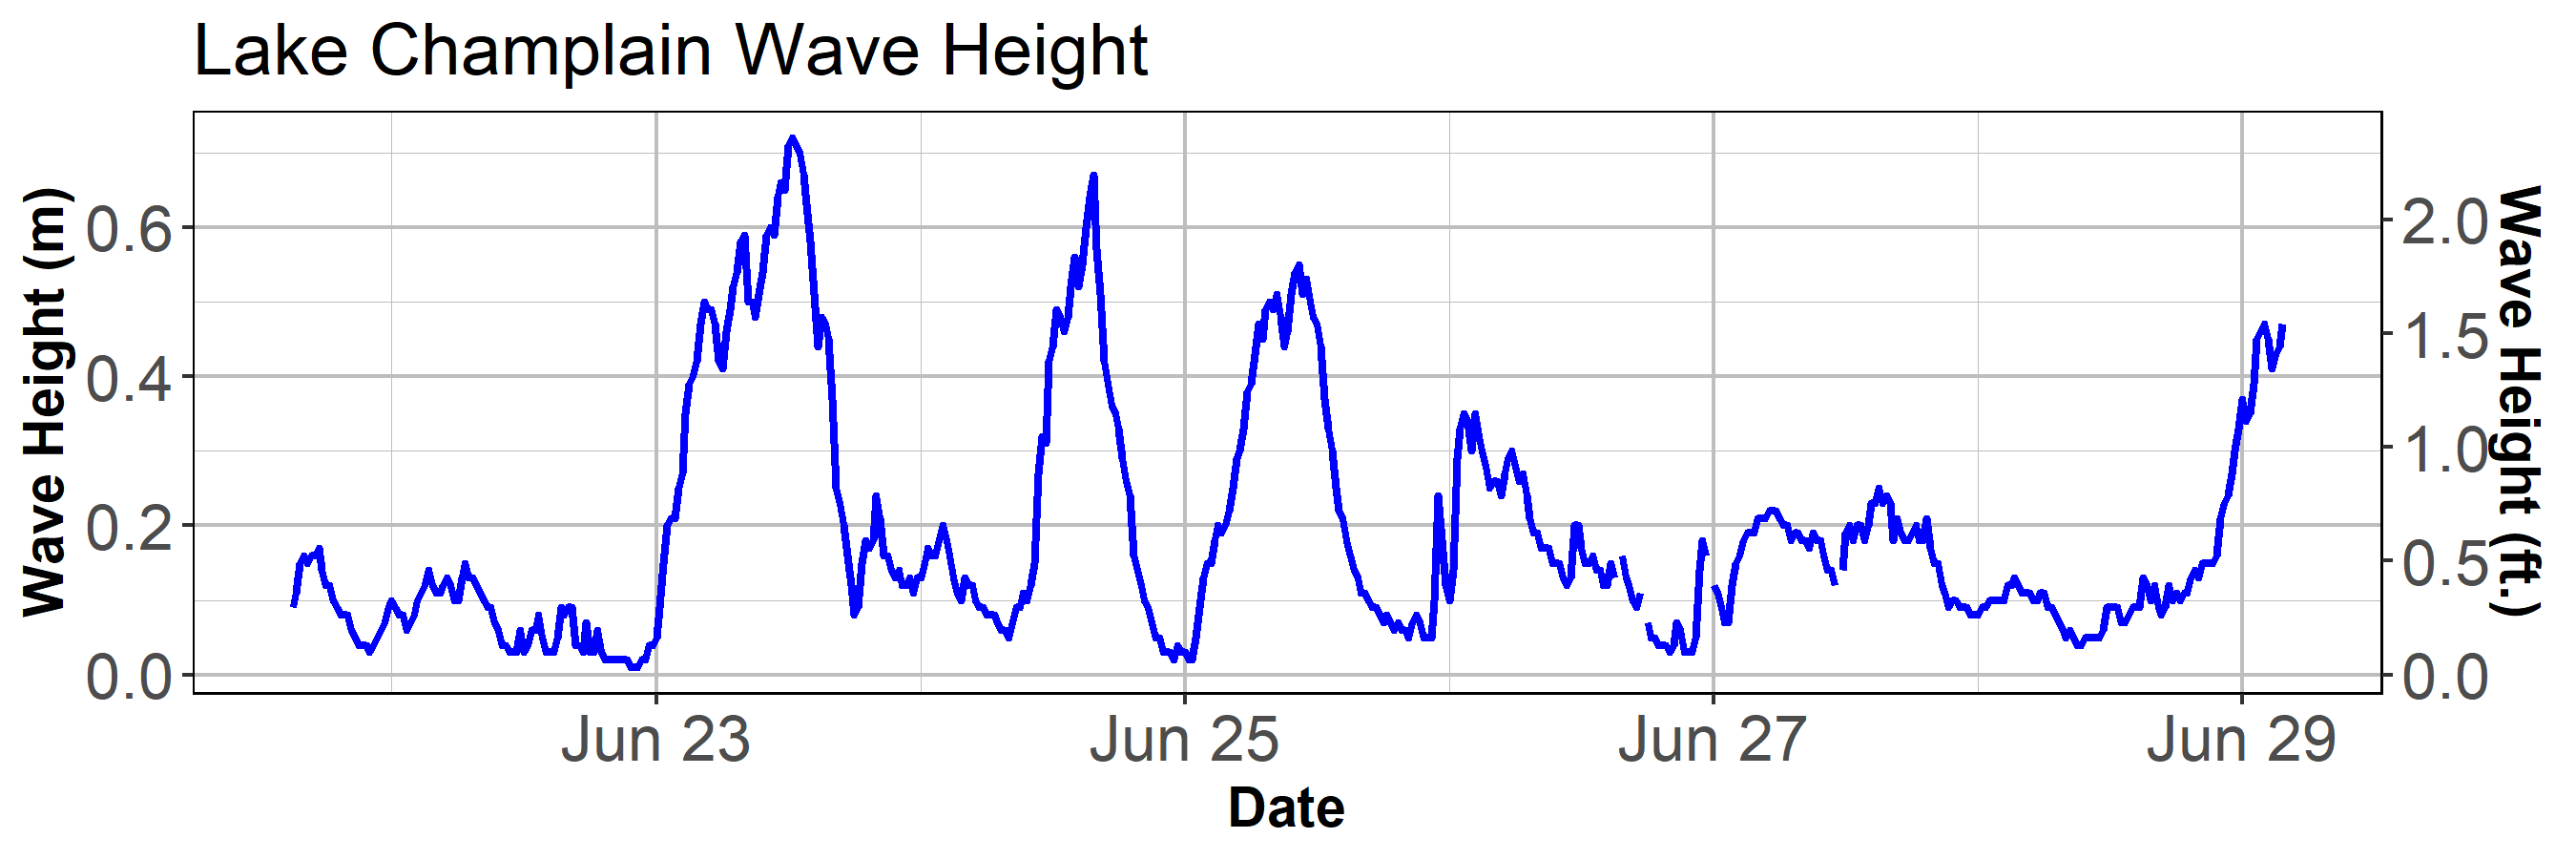 Lake Champlain Wave Height
Wave Height (m)
0.6
0.4
0.2
0.0
2.0
1.5
1.0
0.5
0.0
Wave Height (ft.)
Jun 23
Jun 25
Jun 27
Jun 29
Date